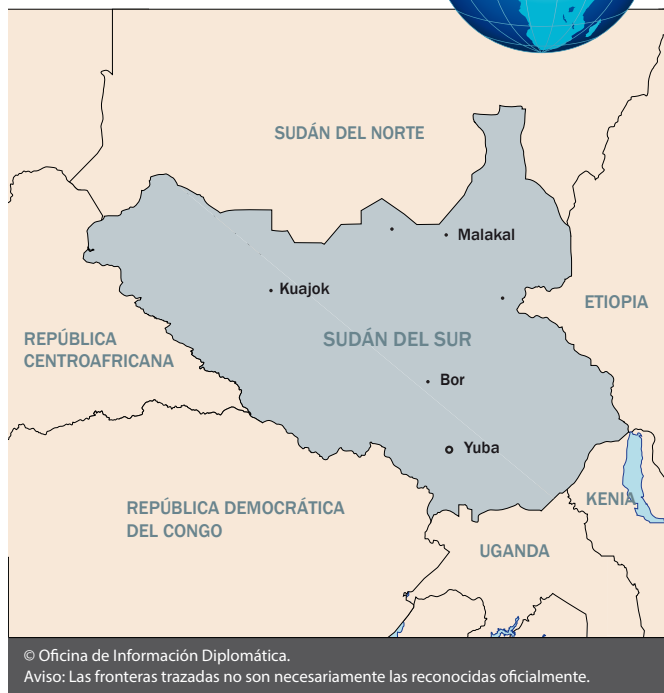 SUDÁN DEL NORTE
Malakal
Kuajok
ETIOPIA
REPÚBLICA
CENTROAFRICANA
SUDÁN DEL SUR
Bor
Yuba
REPÚBLICA DEMOCRÁTICA
DEL CONGO
KENIA
UGANDA
© Oficina de Información Diplomática.
Aviso: Las fronteras trazadas no son necesariamente las reconocidas oficialmente.